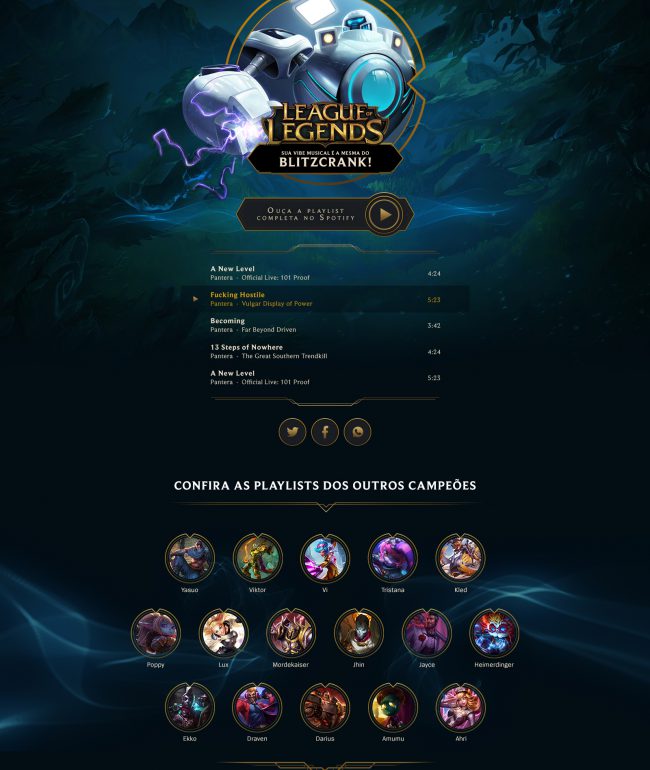 LEAGUE OF
LEGENDS
SUA VIBE MUSICAL É A MESMA DO
BLITZCRANK!
OUÇA A PLAYLIST
COMPLETA NO SPOTIFY
A New Level
Pantera - Official Live: 101 Proof
4:24
Fucking Hostile
Pantera - Vulgar Display of Power
5:23
Becoming
Pantera - Far Beyond Driven
3:42
13 Steps of Nowhere
Pantera - The Great Southern Trendkill
4:24
A New Level
Pantera - Official Live: 101 Proof
5:23
CONFIRA AS PLAYLISTS DOS OUTROS CAMPEÕES
Yasuo Viktor Vi Tristana Kled
Poppy Lux Mordekaiser Jhin Jayce Heimerdinger
Ekko Draven Darius Amumu Ahri